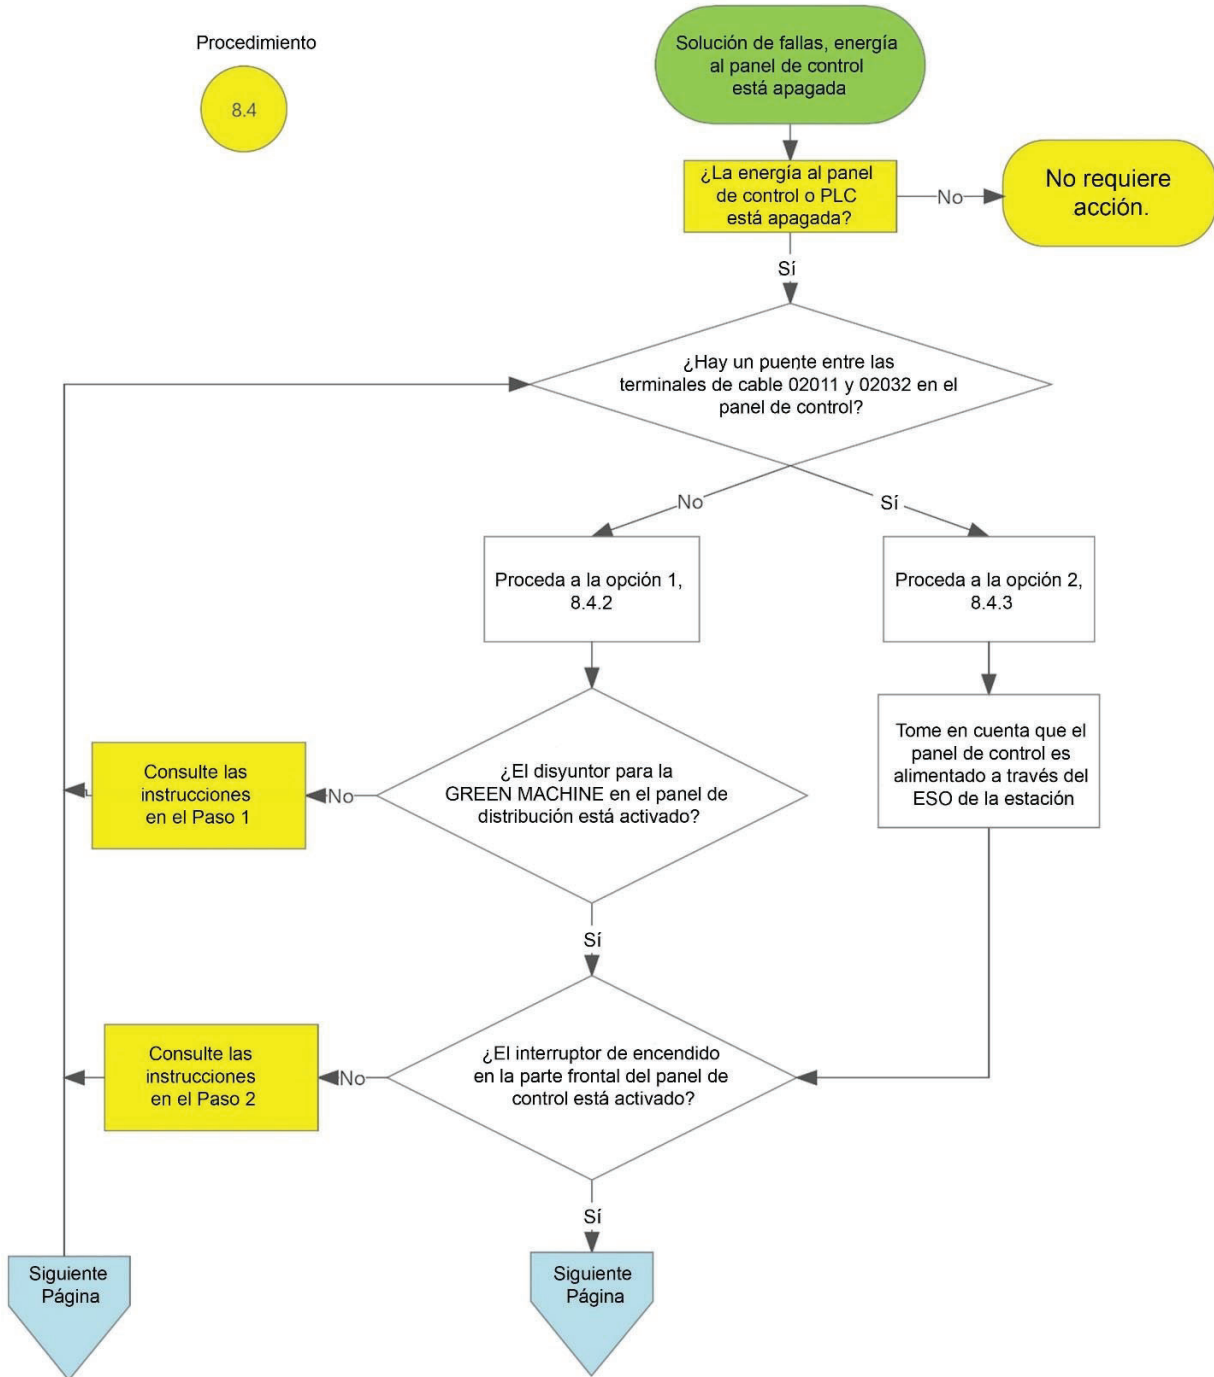 Procedimiento
8.4
Solución de fallas, energía
al panel de control
está apagada
¿La energía al panel
de control o PLC
está apagada?
No
No requiere
acción.
Sí
¿Hay un puente entre las
terminales de cable 02011 y 02032 en el
panel de control?
No
Sí
Proceda a la opción 1,
8.4.2
Proceda a la opción 2,
8.4.3
Tome en cuenta que el
panel de control es
alimentado a través del
ESO de la estación
Consulte las
instrucciones
en el Paso 1
No
¿El disyuntor para la
GREEN MACHINE en el panel de
distribución está activado?
Sí
Consulte las
instrucciones
en el Paso 2
No
¿El interruptor de encendido
en la parte frontal del panel de
control está activado?
Sí
Siguiente
Página
Siguiente
Página